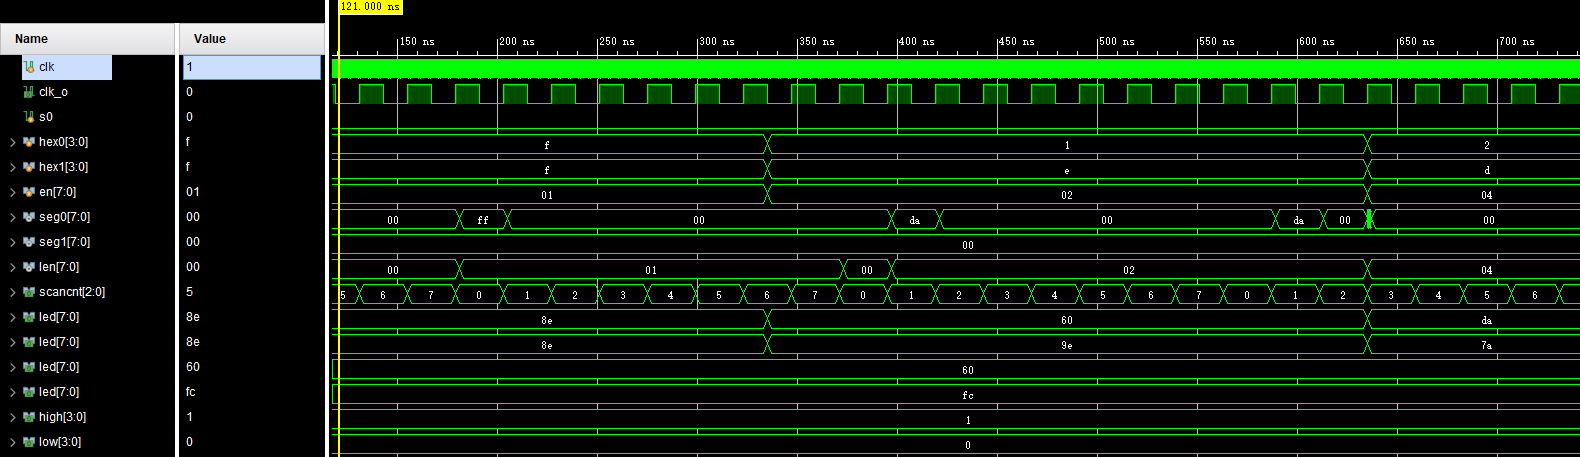 121.000 ns
Name Value
150 ns 200 ns 250 ns 300 ns 350 ns 400 ns 450 ns 500 ns 550 ns 600 ns 650 ns 700 ns
clk 1
clk_o 0
s0 0
hex0[3:0] f f 1 2
hex1[3:0] f f e d
en[7:0] 01 01 02 04
seg0[7:0] 00 00 ff 00 da 00 da 00 00
seg1[7:0] 00 00
len[7:0] 00 00 01 00 02 04
scancnt[2:0] 5 5 6 7 0 1 2 3 4 5 6 7 0 1 2 3 4 5 6 7 0 1 2 3 4 5 6
led[7:0] 8e 8e 60 da
led[7:0] 8e 8e 9e 7a
led[7:0] 60 60
led[7:0] fc fc
high[3:0] 1 1
low[3:0] 0 0